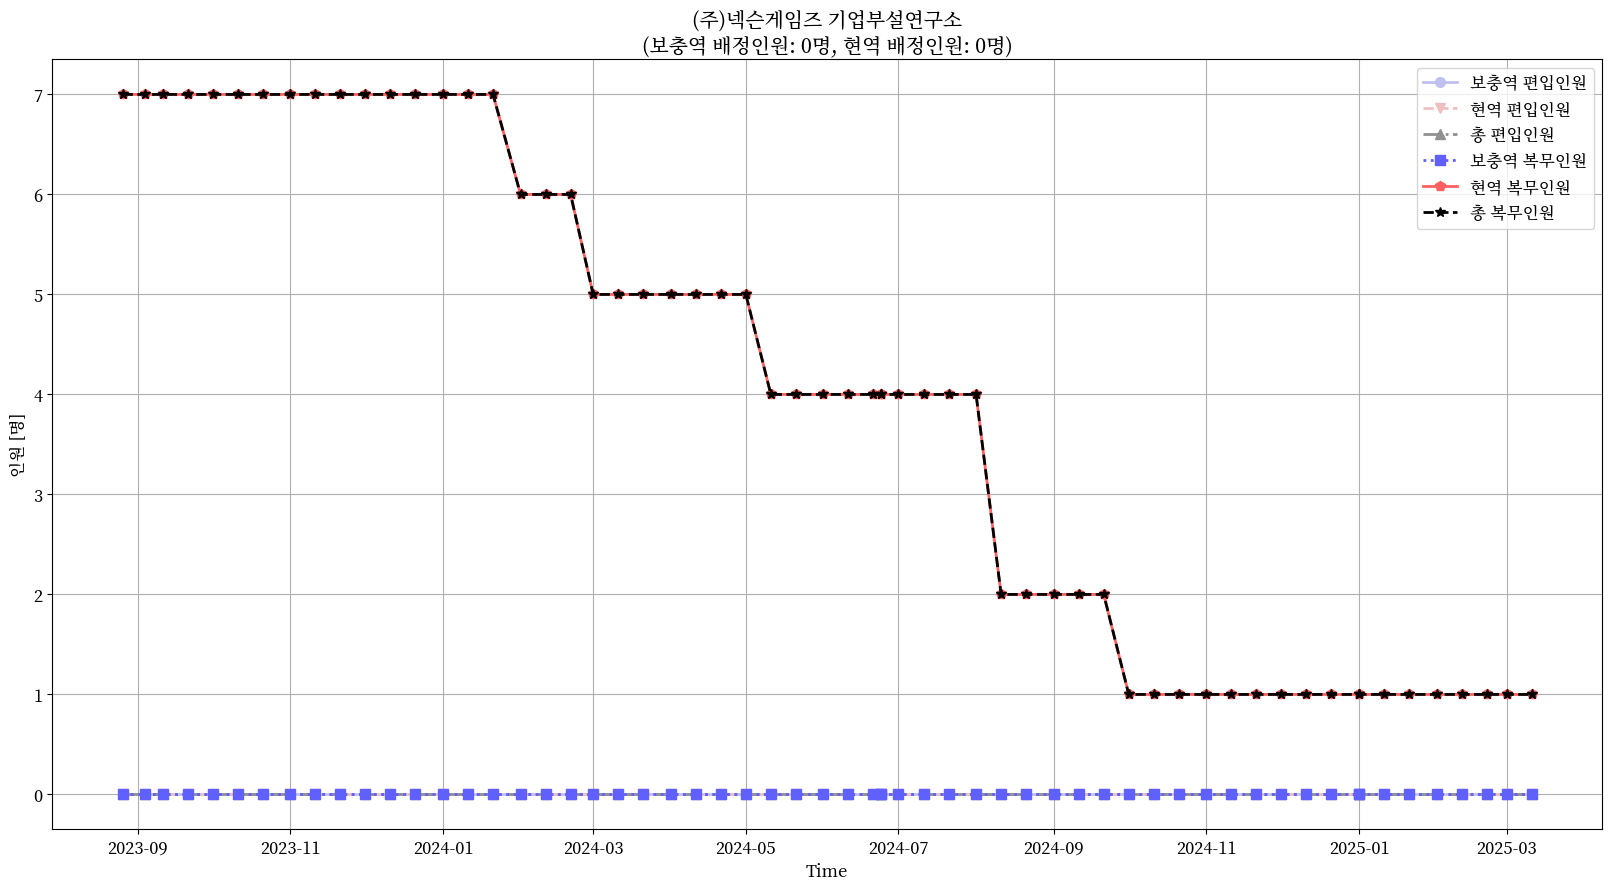 (주)넥슨게임즈 기업부설연구소
(보충역 배정인원: 0명, 현역 배정인원: 0명)
보충역 편입인원
현역 편입인원
총 편입인원
보충역 복무인원
현역 복무인원
총 복무인원
인원 [명]
7
6
5
4
3
2
1
0
2023-09
2023-11
2024-01
2024-03
2024-05
2024-07
2024-09
2024-11
2025-01
2025-03
Time